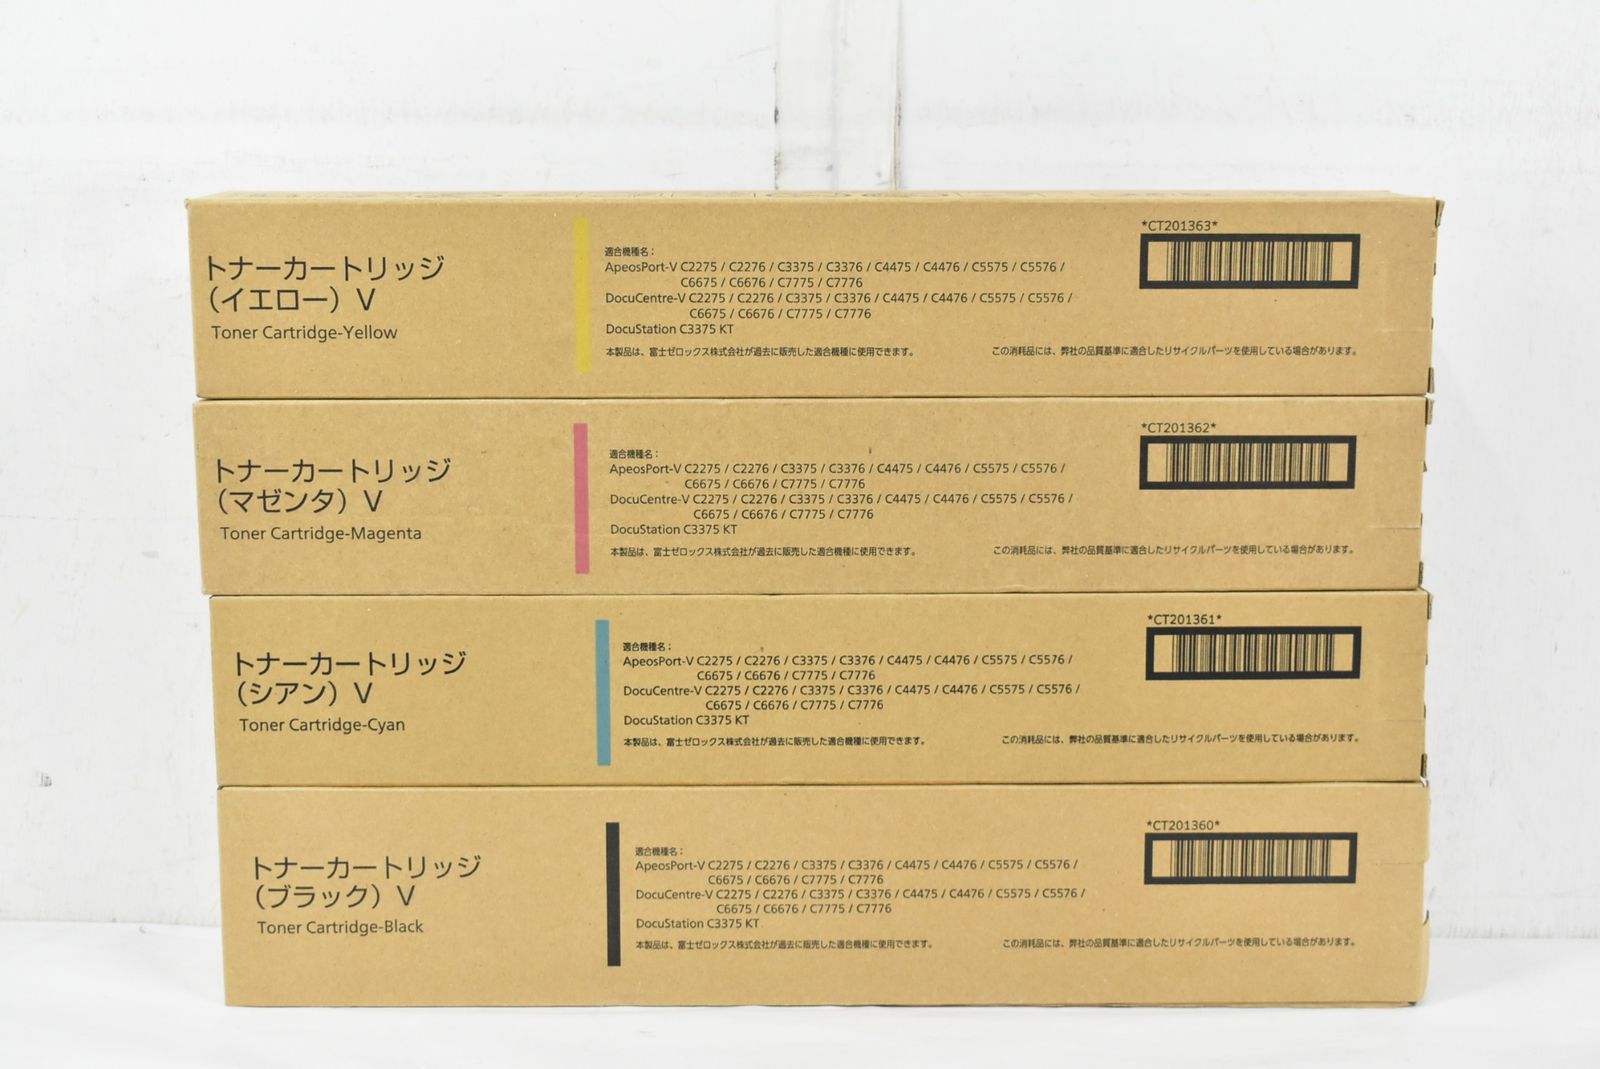 トナーカートリッジ
(イエロー) V
Toner Cartridge-Yellow
適合機種名：
ApeosPort-V C2275 / C2276 / C3375 / C3376 / C4475 / C4476 / C5575 / C5576 /
C6675 / C6676 / C7775 / C7776
DocuCentre-V C2275 / C2276 / C3375 / C3376 / C4475 / C4476 / C5575 / C5576 /
C6675 / C6676 / C7775 / C7776
DocuStation C3375 KT
本製品は、富士ゼロックス株式会社が過去に販売した適合機種に使用できます。
*CT201363*
この消耗品には、弊社の品質基準に適合したリサイクルパーツを使用している場合があります。
トナーカートリッジ
(マゼンタ) V
Toner Cartridge-Magenta
適合機種名：
ApeosPort-V C2275 / C2276 / C3375 / C3376 / C4475 / C4476 / C5575 / C5576 /
C6675 / C6676 / C7775 / C7776
DocuCentre-V C2275 / C2276 / C3375 / C3376 / C4475 / C4476 / C5575 / C5576 /
C6675 / C6676 / C7775 / C7776
DocuStation C3375 KT
本製品は、富士ゼロックス株式会社が過去に販売した適合機種に使用できます。
*CT201362*
この消耗品には、弊社の品質基準に適合したリサイクルパーツを使用している場合があります。
トナーカートリッジ
(シアン) V
Toner Cartridge-Cyan
適合機種名：
ApeosPort-V C2275 / C2276 / C3375 / C3376 / C4475 / C4476 / C5575 / C5576 /
C6675 / C6676 / C7775 / C7776
DocuCentre-V C2275 / C2276 / C3375 / C3376 / C4475 / C4476 / C5575 / C5576 /
C6675 / C6676 / C7775 / C7776
DocuStation C3375 KT
本製品は、富士ゼロックス株式会社が過去に販売した適合機種に使用できます。
*CT201361*
この消耗品には、弊社の品質基準に適合したリサイクルパーツを使用している場合があります。
トナーカートリッジ
(ブラック) V
Toner Cartridge-Black
適合機種名：
ApeosPort-V C2275 / C2276 / C3375 / C3376 / C4475 / C4476 / C5575 / C5576 /
C6675 / C6676 / C7775 / C7776
DocuCentre-V C2275 / C2276 / C3375 / C3376 / C4475 / C4476 / C5575 / C5576 /
C6675 / C6676 / C7775 / C7776
DocuStation C3375 KT
本製品は、富士ゼロックス株式会社が過去に販売した適合機種に使用できます。
*CT201360*
この消耗品には、弊社の品質基準に適合したリサイクルパーツを使用している場合があります。